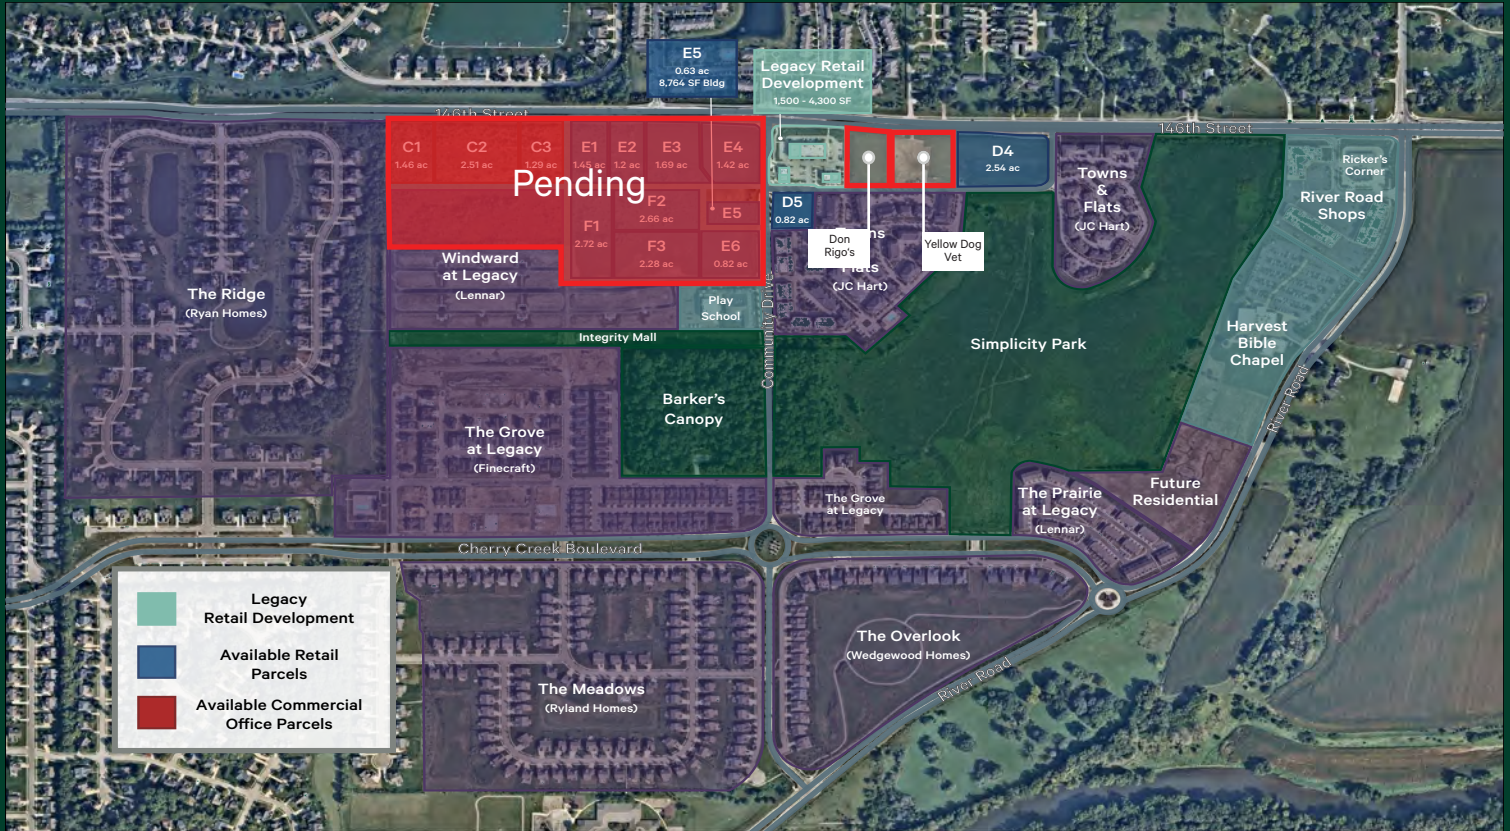 E5
0.63 ac
8,764 SF Bldg
Legacy Retail
Development
1,500 - 4,300 SF
146th Street
146th Street
C1
1.46 ac
C2
2.51 ac
C3
1.29 ac
E1
1.45 ac
E2
1.2 ac
E3
1.69 ac
E4
1.42 ac
Pending
F1
2.72 ac
F2
2.66 ac
E5
F3
2.28 ac
E6
0.82 ac
D4
2.54 ac
D5
0.82 ac
Don
Rigo's
Yellow Dog
Vet
Flats
(JC Hart)
Towns
&
Flats
(JC Hart)
Ricker's
Corner
River Road
Shops
Harvest
Bible
Chapel
The Ridge
(Ryan Homes)
Windward
at Legacy
(Lennar)
Play
School
Integrity Mall
Community Drive
Simplicity Park
Barker's
Canopy
The Grove
at Legacy
(Finecraft)
The Grove
at Legacy
The Prairie
at Legacy
(Lennar)
Future
Residential
River Road
Cherry Creek Boulevard
The Overlook
(Wedgewood Homes)
River Road
The Meadows
(Ryland Homes)
Legacy
Retail Development
Available Retail
Parcels
Available Commercial
Office Parcels